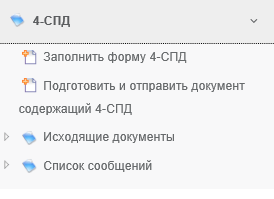 4-СПД
Заполнить форму 4-СПД
Подготовить и отправить документ
содержащий 4-СПД
Исходящие документы
Список сообщений